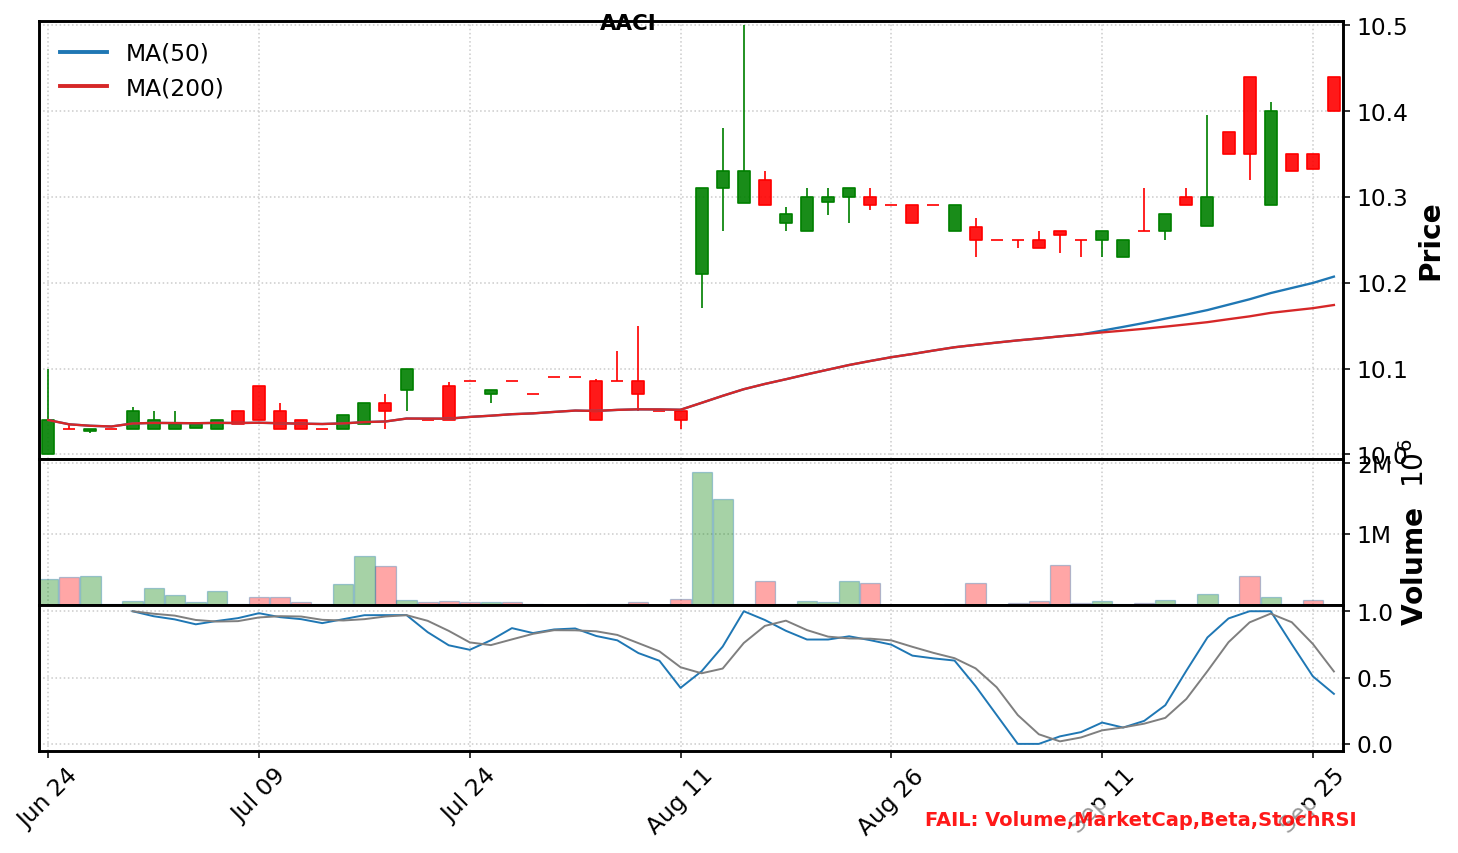 AACI
MA(50)
MA(200)
10.5
10.4
10.3
10.2
10.1
10.0
Price
2M
1M
Volume 10^6
1.0
0.5
0.0
Jun 24
Jul 09
Jul 24
Aug 11
Aug 26
Sep 11
Sep 25
FAIL: Volume,MarketCap,Beta,StochRSI